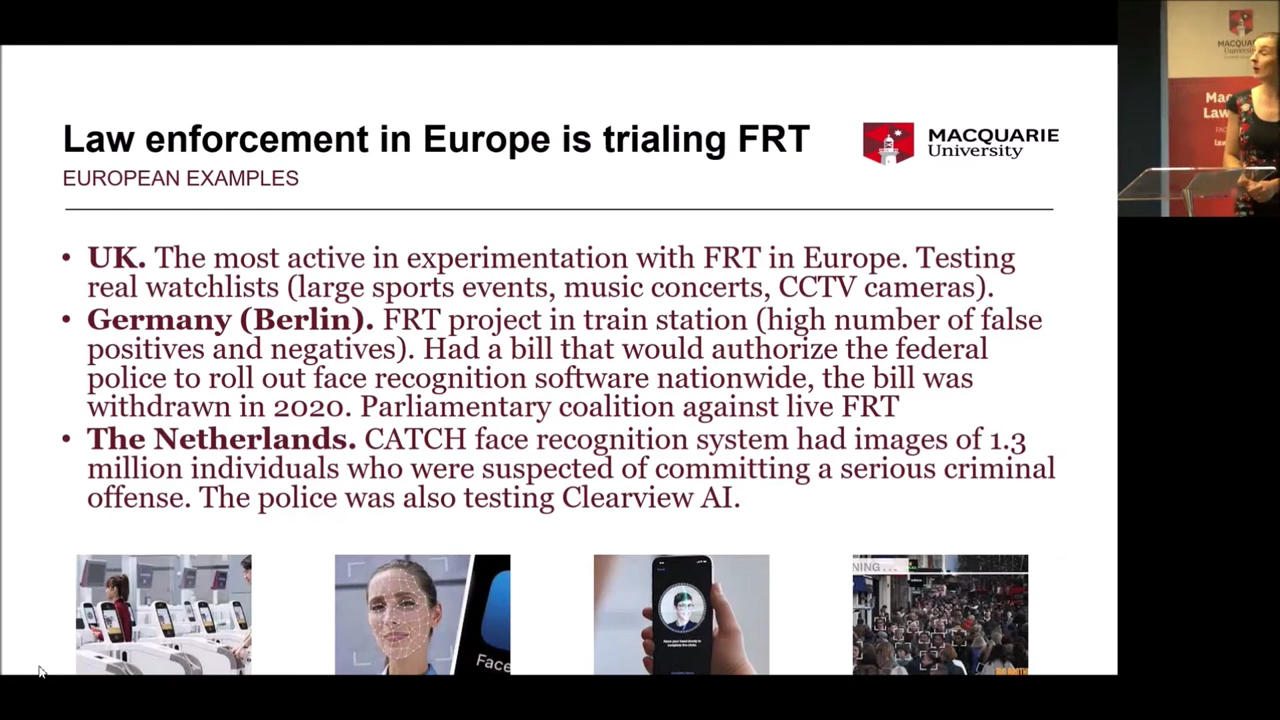 Law enforcement in Europe is trialing FRT
EUROPEAN EXAMPLES
MACQUARIE
University
• UK. The most active in experimentation with FRT in Europe. Testing
real watchlists (large sports events, music concerts, CCTV cameras).
• Germany (Berlin). FRT project in train station (high number of false
positives and negatives). Had a bill that would authorize the federal
police to roll out face recognition software nationwide, the bill was
withdrawn in 2020. Parliamentary coalition against live FRT
• The Netherlands. CATCH face recognition system had images of 1.3
million individuals who were suspected of committing a serious criminal
offense. The police was also testing Clearview AI.
Face
NING...
MACQUA
University
Mac
Law